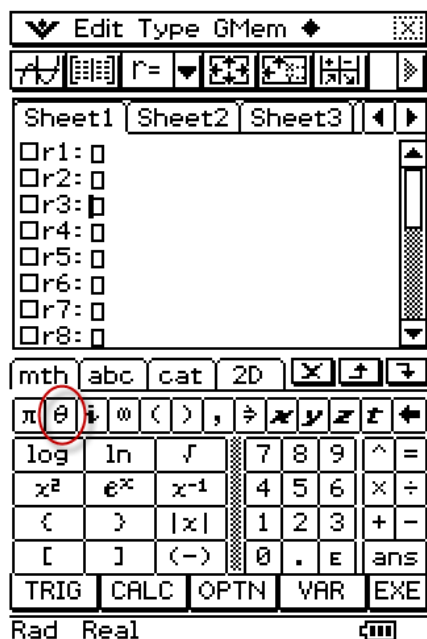 Edit Type GMem ◆
r=
Sheet1 Sheet2 Sheet3
r1:
r2:
r3:
r4:
r5:
r6:
r7:
r8:
mth abc cat 2D
π θ i ∞ ( ) , ⇒ x y z t ←
log ln √ 7 8 9 ^ =
x² eˣ x⁻¹ 4 5 6 × ÷
{ } |x| 1 2 3 + −
[ ] (−) 0 . E ans
TRIG CALC OPTN VAR EXE
Rad Real